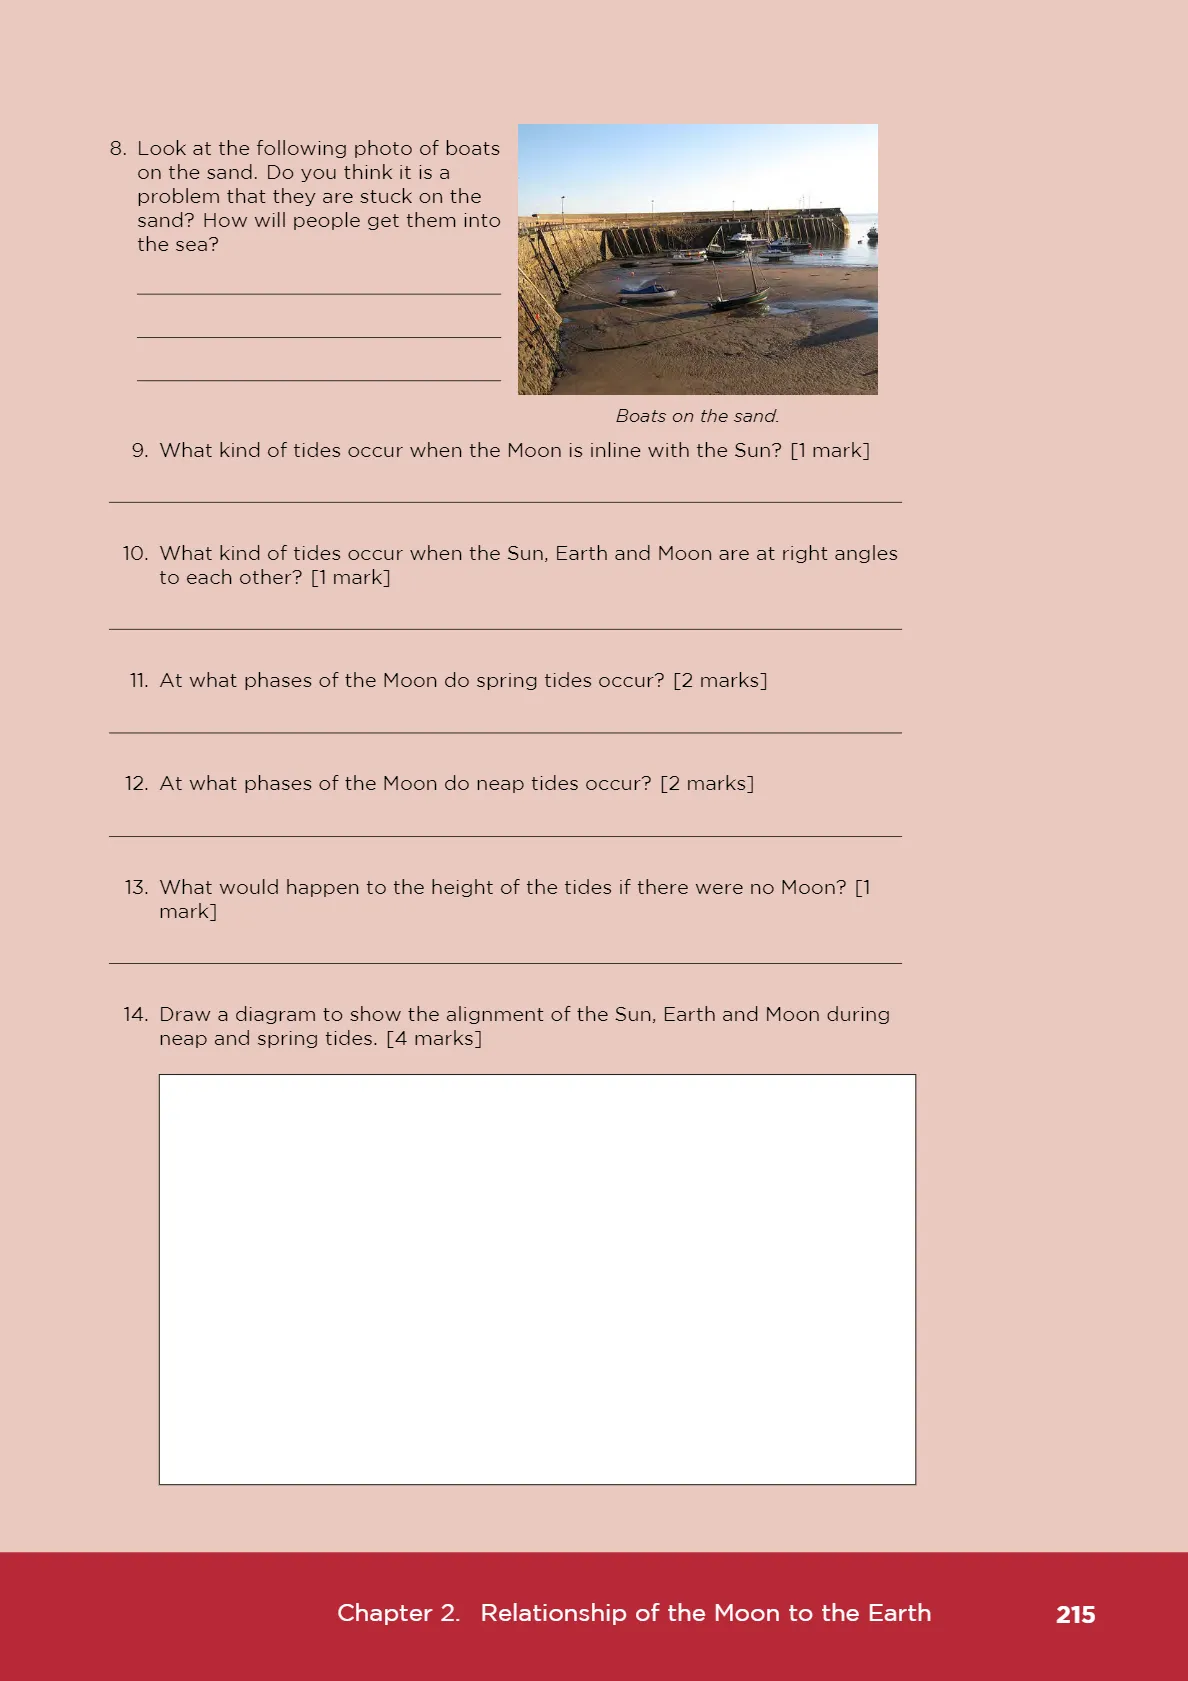 8. Look at the following photo of boats
on the sand. Do you think it is a
problem that they are stuck on the
sand? How will people get them into
the sea?
Boats on the sand.
9. What kind of tides occur when the Moon is inline with the Sun? [1 mark]
10. What kind of tides occur when the Sun, Earth and Moon are at right angles
to each other? [1 mark]
11. At what phases of the Moon do spring tides occur? [2 marks]
12. At what phases of the Moon do neap tides occur? [2 marks]
13. What would happen to the height of the tides if there were no Moon? [1
mark]
14. Draw a diagram to show the alignment of the Sun, Earth and Moon during
neap and spring tides. [4 marks]
Chapter 2. Relationship of the Moon to the Earth 215